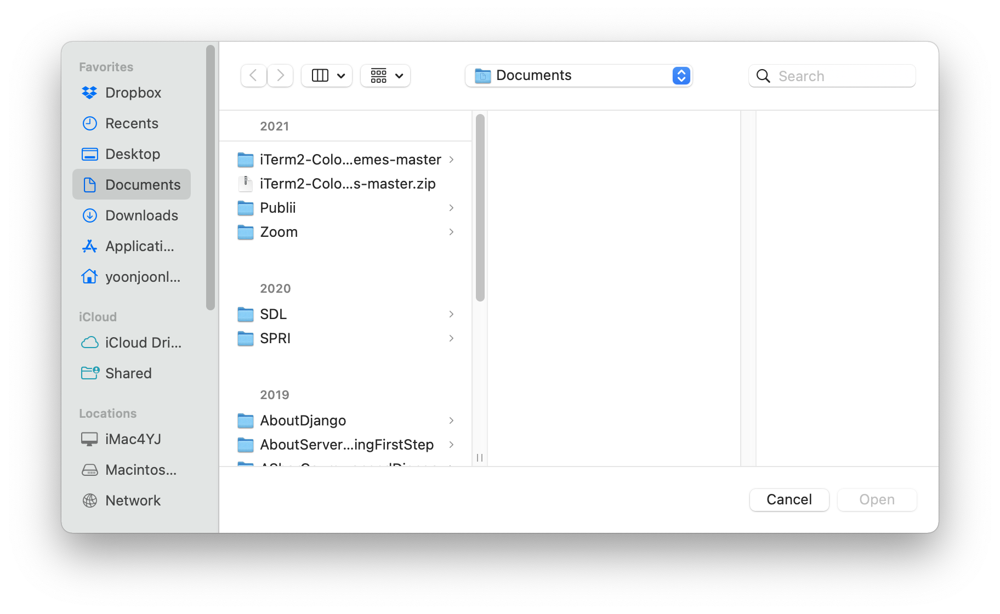 Favorites
Dropbox
Recents
Desktop
Documents
Downloads
Applicati...
yoonjoonl...
iCloud
iCloud Dri...
Shared
Locations
iMac4YJ
Macintos...
Network
Documents
Search
2021
iTerm2-Colo...emes-master
iTerm2-Colo...s-master.zip
Publii
Zoom
2020
SDL
SPRI
2019
AboutDjango
AboutServer...ingFirstStep
Cancel
Open